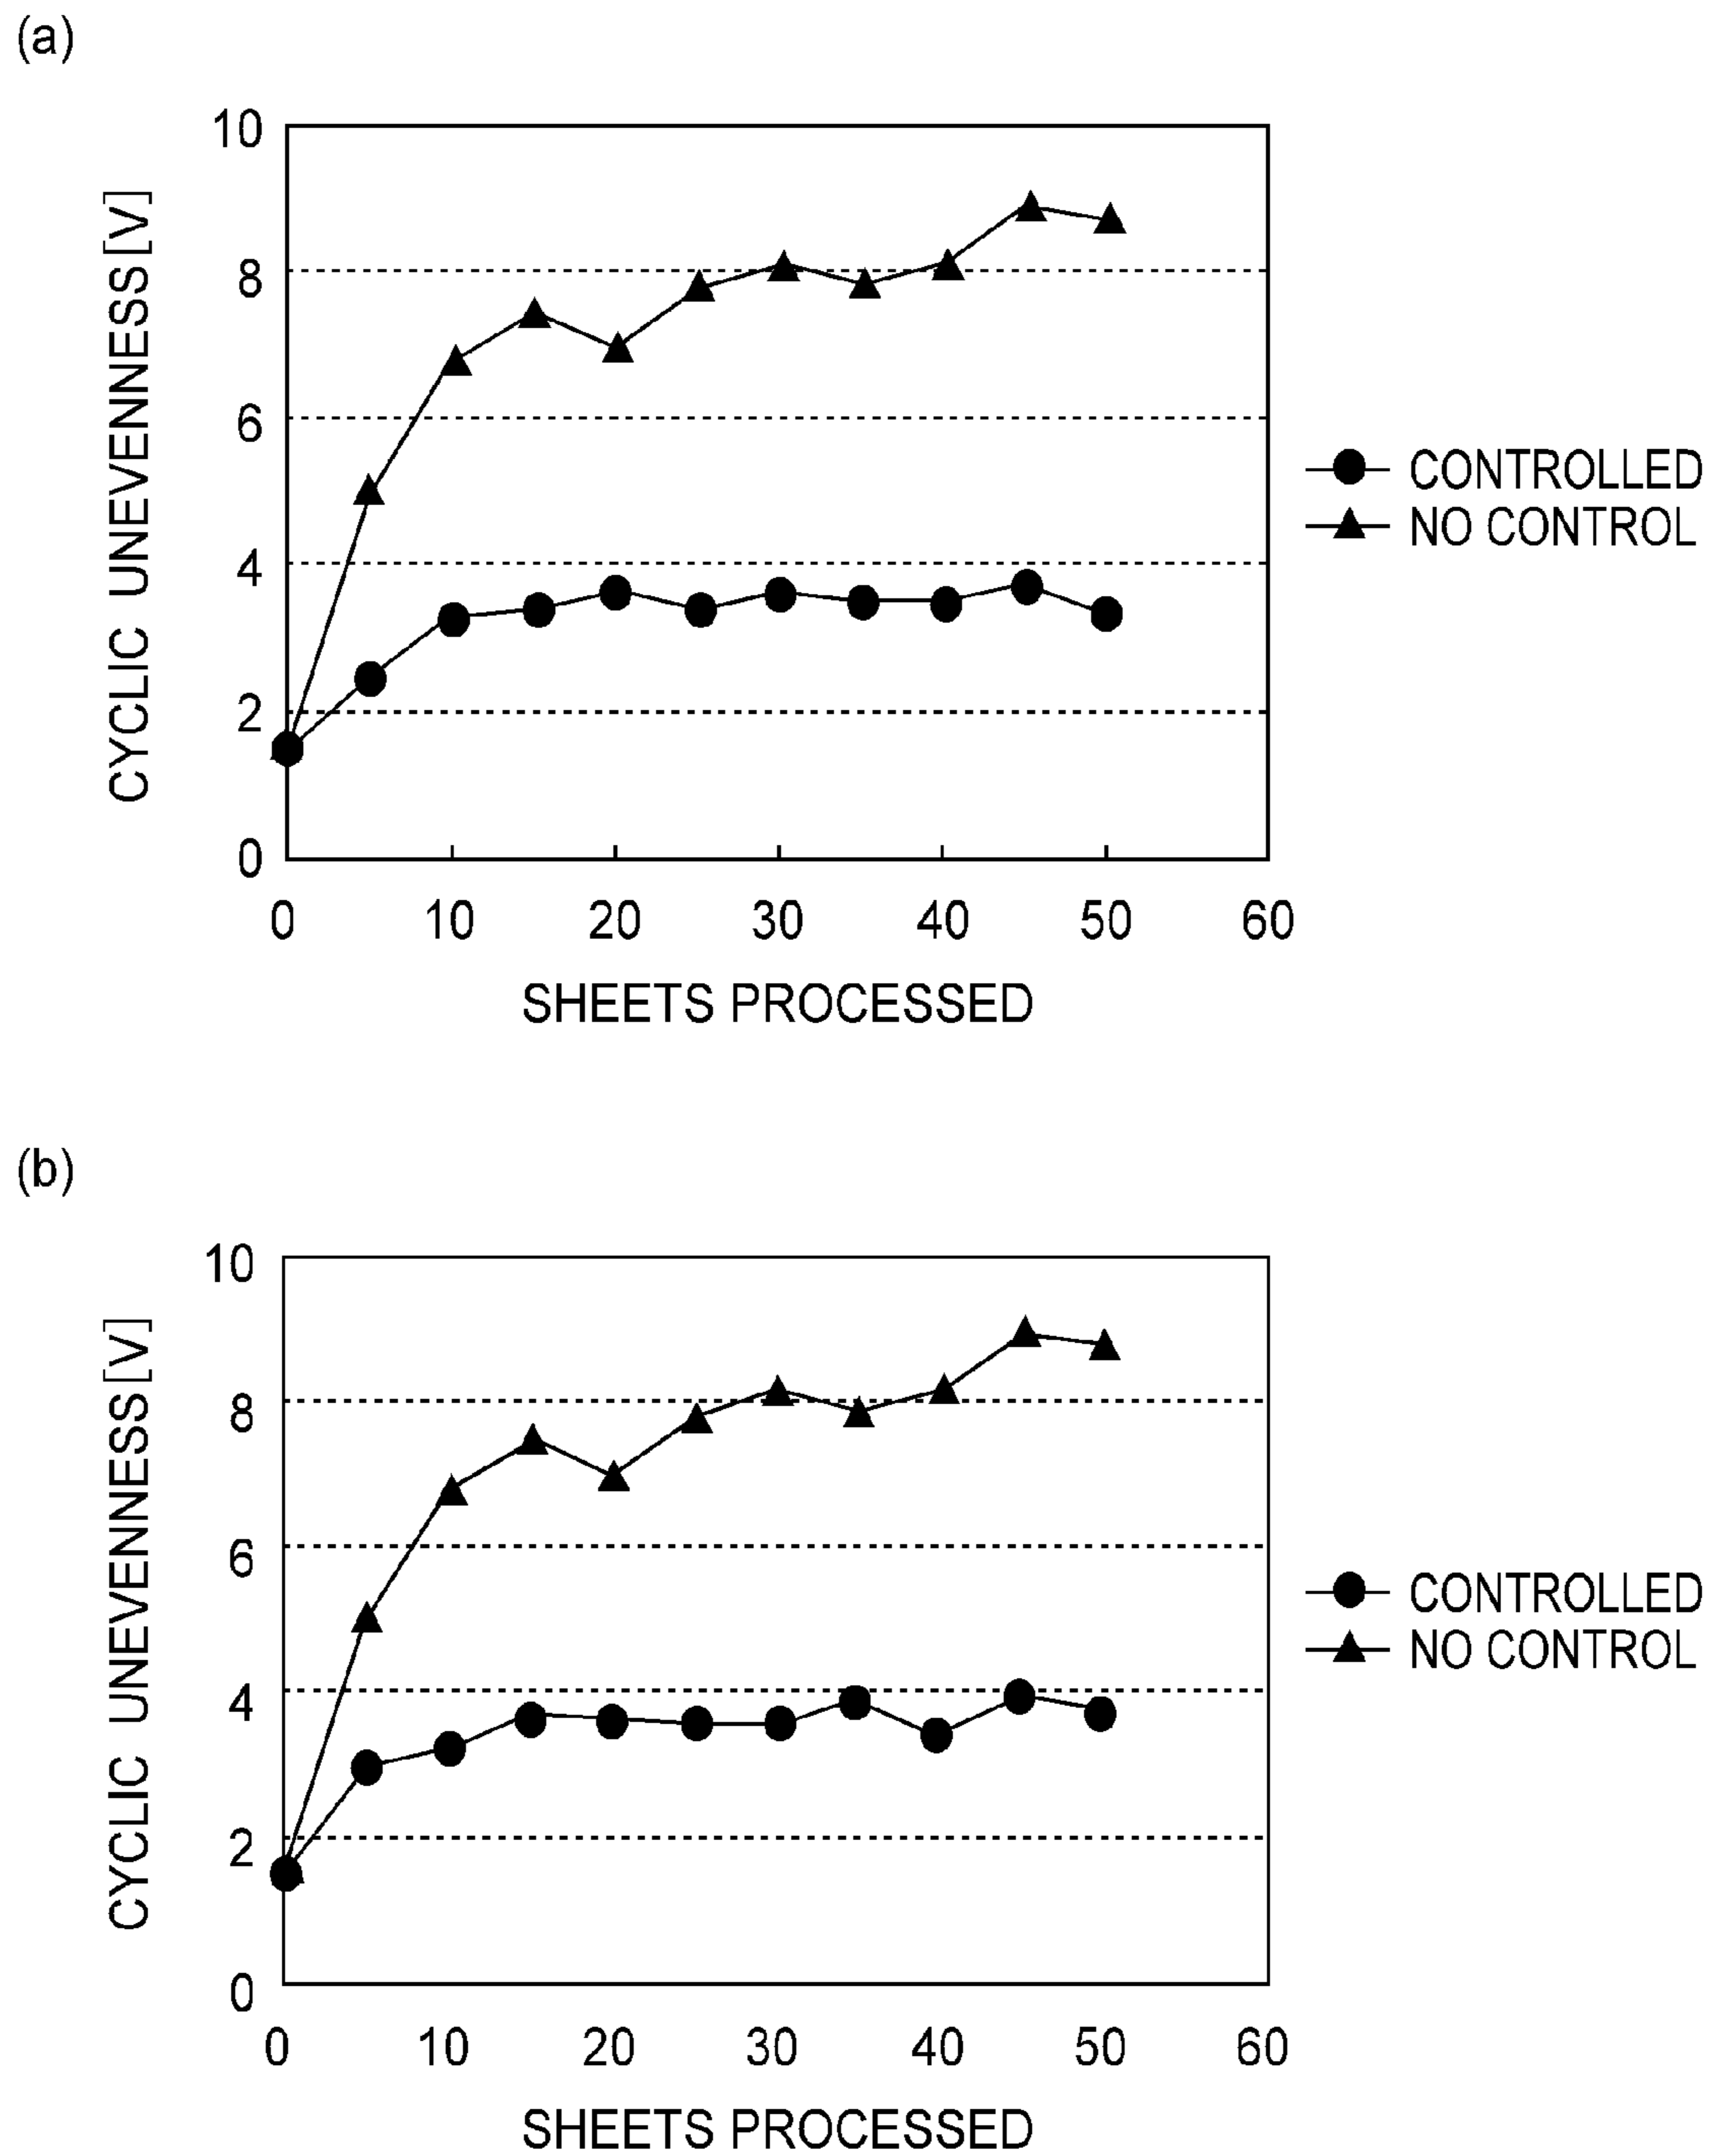 (a)
10
8
6
4
2
0
CYCLIC UNEVENNESS[V]
0 10 20 30 40 50 60
SHEETS PROCESSED
CONTROLLED
NO CONTROL
(b)
10
8
6
4
2
0
CYCLIC UNEVENNESS[V]
0 10 20 30 40 50 60
SHEETS PROCESSED
CONTROLLED
NO CONTROL